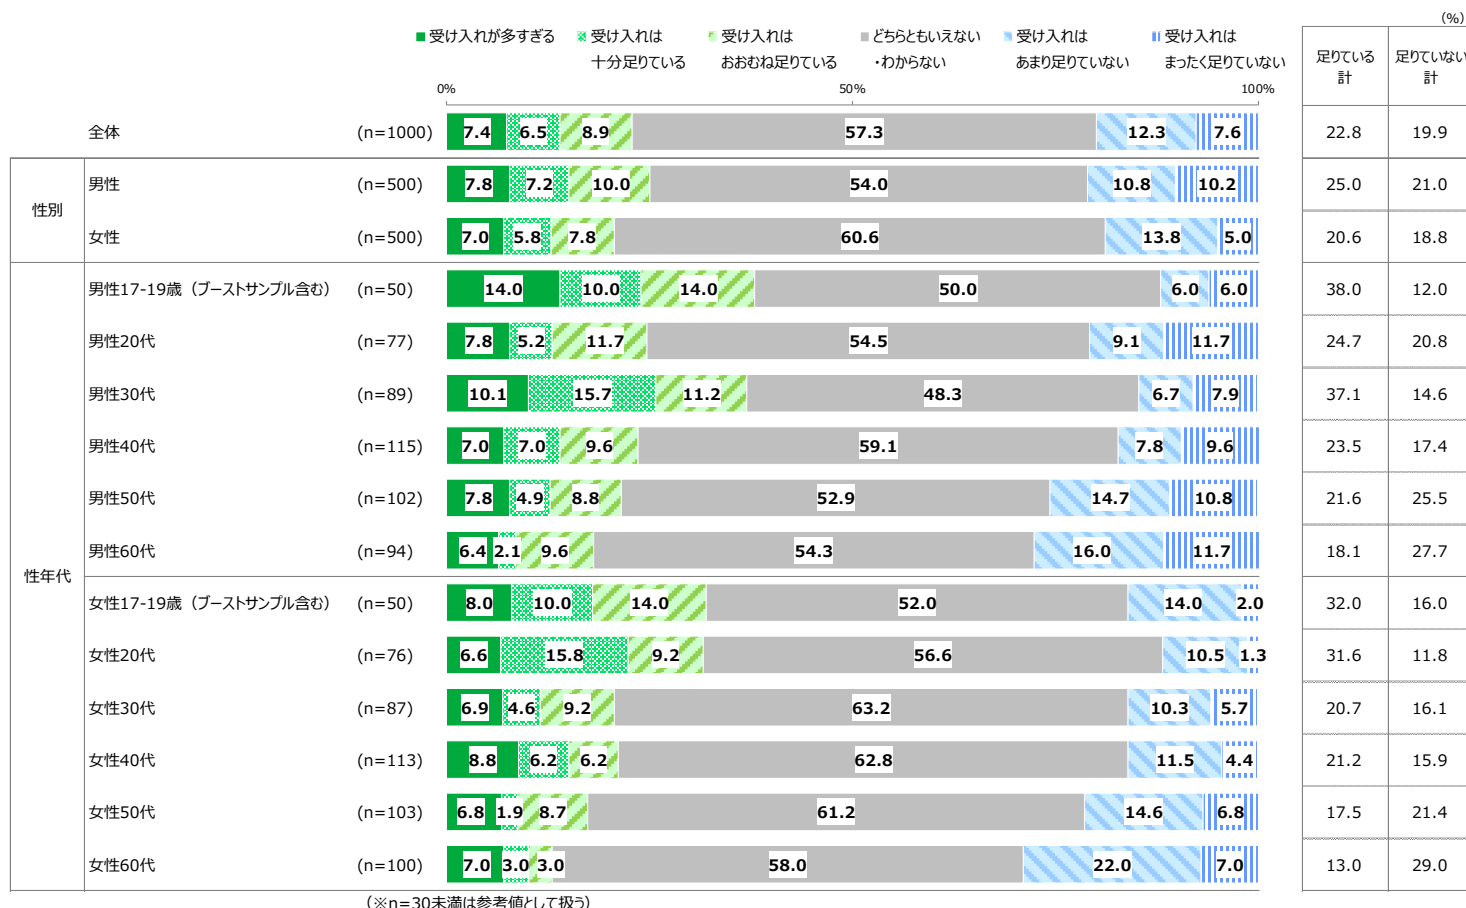 (%)
受け入れが多すぎる 受け入れは 受け入れは どちらともいえない 受け入れは 受け入れは
十分足りている おおむね足りている ・わからない あまり足りていない まったく足りていない
足りている 足りていない
計 計
0% 50% 100%
全体 (n=1000) 7.4 6.5 8.9 57.3 12.3 7.6 22.8 19.9
性別
男性 (n=500) 7.8 7.2 10.0 54.0 10.8 10.2 25.0 21.0
女性 (n=500) 7.0 5.8 7.8 60.6 13.8 5.0 20.6 18.8
性年代
男性17-19歳（ブーストサンプル含む） (n=50) 14.0 10.0 14.0 50.0 6.0 6.0 38.0 12.0
男性20代 (n=77) 7.8 5.2 11.7 54.5 9.1 11.7 24.7 20.8
男性30代 (n=89) 10.1 15.7 11.2 48.3 6.7 7.9 37.1 14.6
男性40代 (n=115) 7.0 7.0 9.6 59.1 7.8 9.6 23.5 17.4
男性50代 (n=102) 7.8 4.9 8.8 52.9 14.7 10.8 21.6 25.5
男性60代 (n=94) 6.4 2.1 9.6 54.3 16.0 11.7 18.1 27.7
女性17-19歳（ブーストサンプル含む） (n=50) 8.0 10.0 14.0 52.0 14.0 2.0 32.0 16.0
女性20代 (n=76) 6.6 15.8 9.2 56.6 10.5 1.3 31.6 11.8
女性30代 (n=87) 6.9 4.6 9.2 63.2 10.3 5.7 20.7 16.1
女性40代 (n=113) 8.8 6.2 6.2 62.8 11.5 4.4 21.2 15.9
女性50代 (n=103) 6.8 1.9 8.7 61.2 14.6 6.8 17.5 21.4
女性60代 (n=100) 7.0 3.0 3.0 58.0 22.0 7.0 13.0 29.0
（※n=30未満は参考値として扱う）